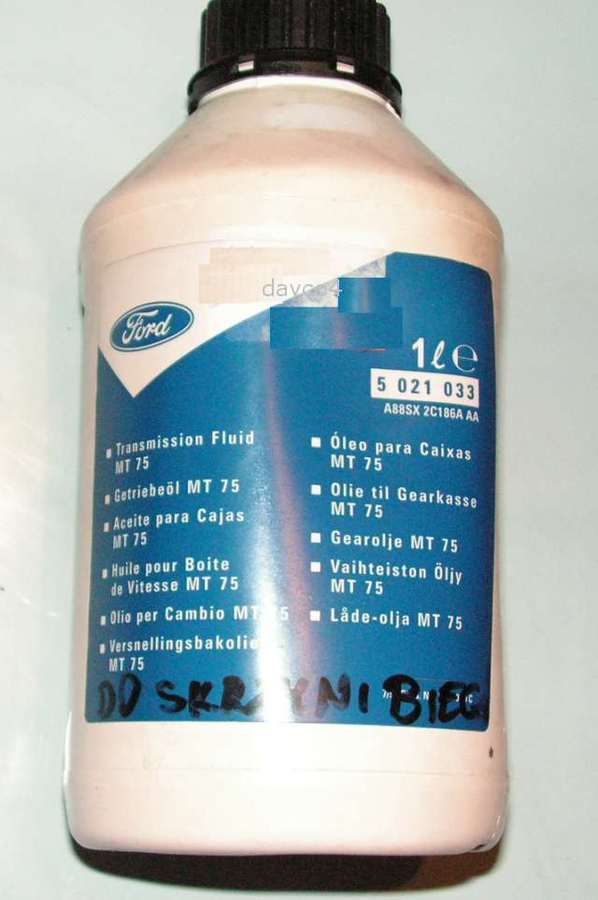 davo
Ford
1ℓ e
5 021 033
A88SX 2C186A AA
Transmission Fluid
MT 75
Getriebeöl MT 75
Aceite para Cajas
MT 75
Huile pour Boite
de Vitesse MT 75
Olio per Cambio
Versnellingsbakolie
MT 75
Óleo para Caixas
MT 75
Olie til Gearkasse
MT 75
Gearolje MT 75
Vaihteiston Öljy
MT 75
Låde-olja MT 75
DO SKRZYNI BIEG